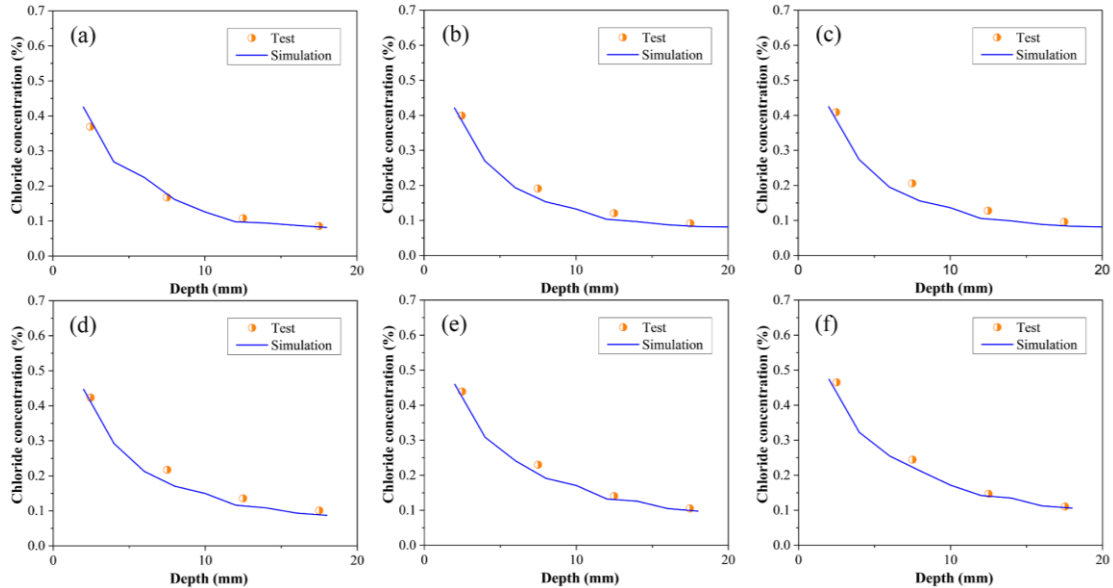 (a)
Test
Simulation
Chloride concentration (%)
0.7
0.6
0.5
0.4
0.3
0.2
0.1
0.0
0
10
20
Depth (mm)
(b)
Test
Simulation
Chloride concentration (%)
0.7
0.6
0.5
0.4
0.3
0.2
0.1
0.0
0
10
20
Depth (mm)
(c)
Test
Simulation
Chloride concentration (%)
0.7
0.6
0.5
0.4
0.3
0.2
0.1
0.0
0
10
20
Depth (mm)
(d)
Test
Simulation
Chloride concentration (%)
0.7
0.6
0.5
0.4
0.3
0.2
0.1
0.0
0
10
20
Depth (mm)
(e)
Test
Simulation
Chloride concentration (%)
0.7
0.6
0.5
0.4
0.3
0.2
0.1
0.0
0
10
20
Depth (mm)
(f)
Test
Simulation
Chloride concentration (%)
0.7
0.6
0.5
0.4
0.3
0.2
0.1
0.0
0
10
20
Depth (mm)